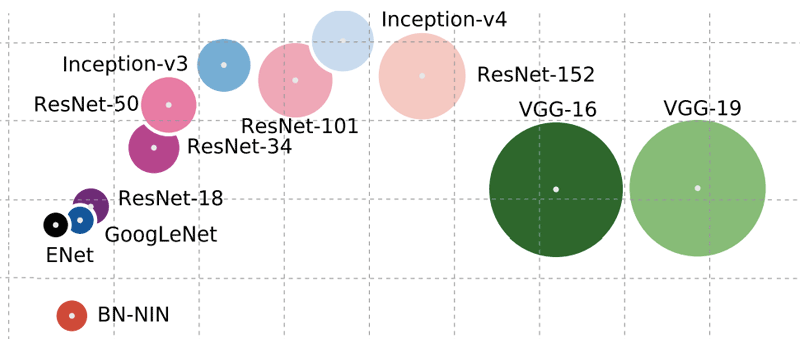 Inception-v4
Inception-v3
ResNet-152
ResNet-50
VGG-16
VGG-19
ResNet-101
ResNet-34
ResNet-18
GoogLeNet
ENet
BN-NIN